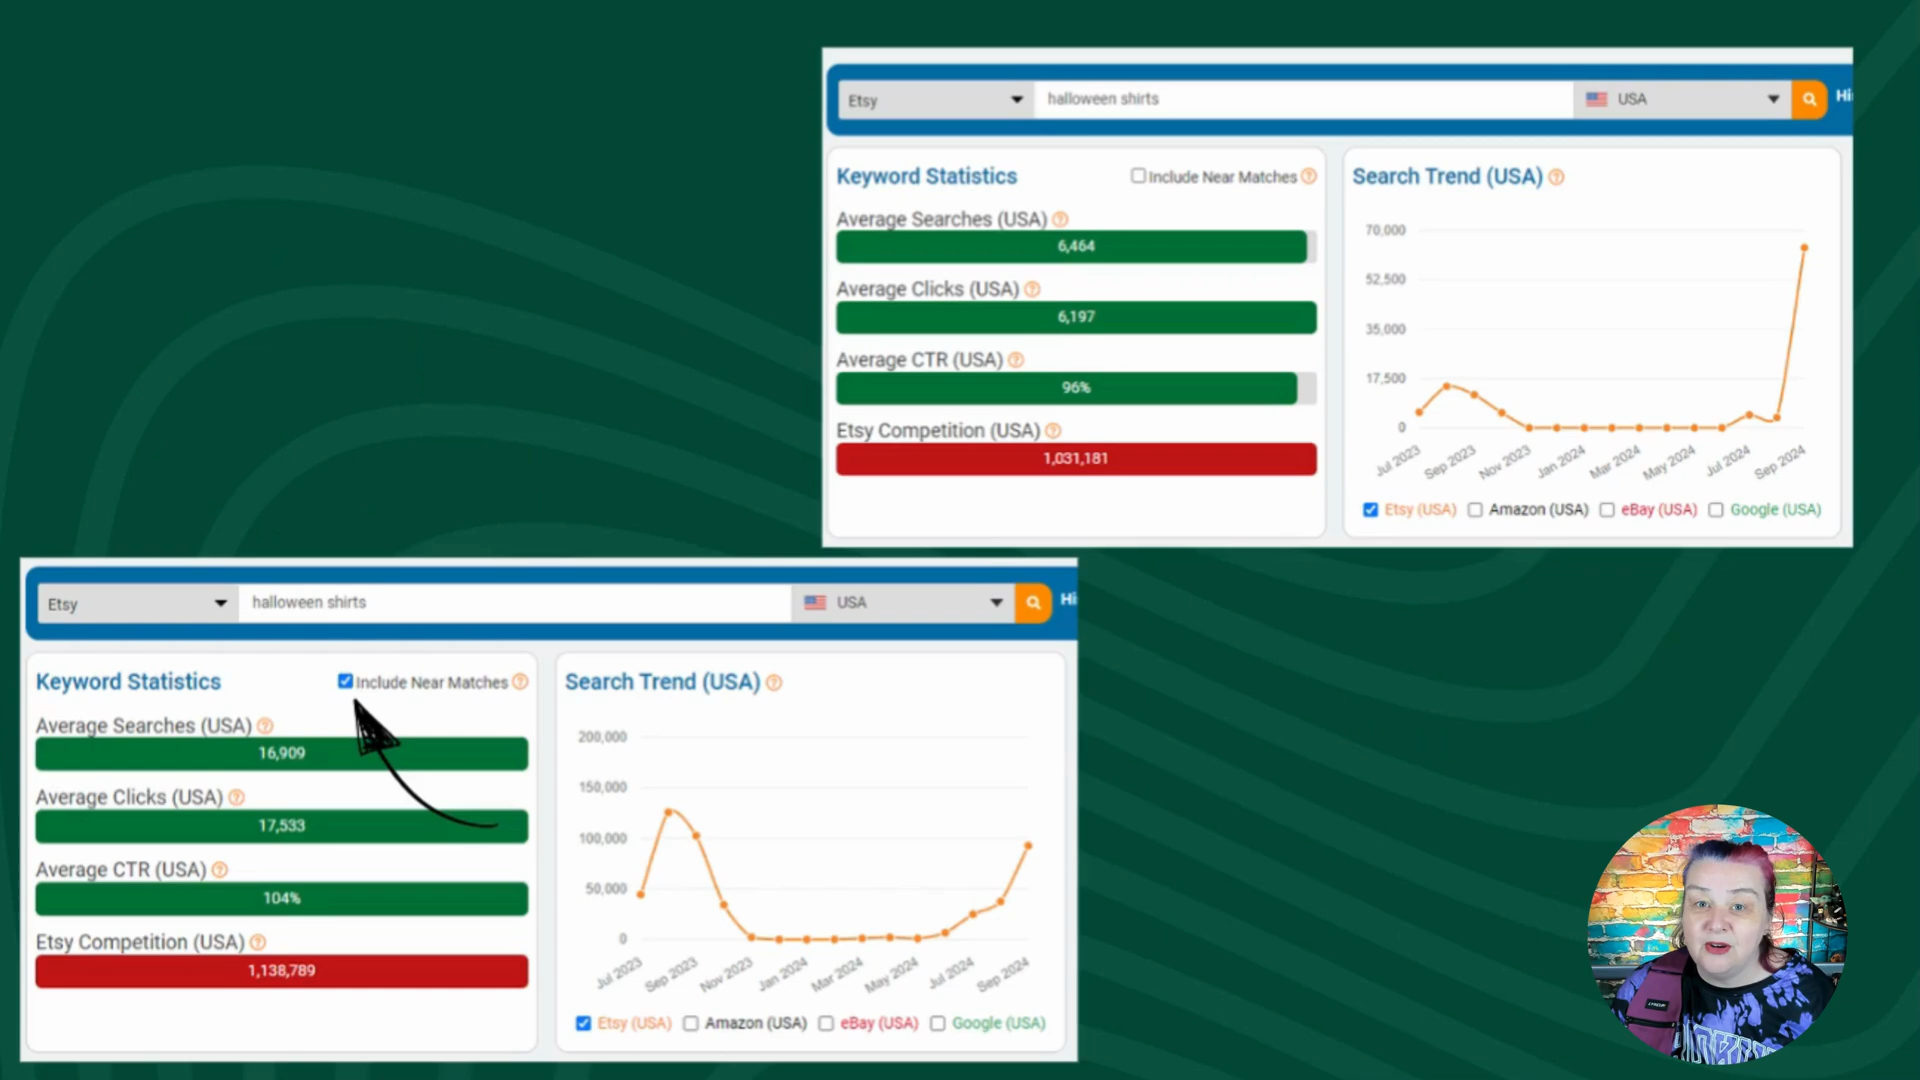 Etsy
halloween shirts
USA
Hi
Keyword Statistics
Include Near Matches ?
Average Searches (USA) ?
6,464
Average Clicks (USA) ?
6,197
Average CTR (USA) ?
96%
Etsy Competition (USA) ?
1,031,181
Search Trend (USA) ?
70,000
52,500
35,000
17,500
0
Jul 2023
Sep 2023
Nov 2023
Jan 2024
Mar 2024
May 2024
Jul 2024
Sep 2024
Etsy (USA) Amazon (USA) eBay (USA) Google (USA)
Etsy
halloween shirts
USA
Hi
Keyword Statistics
Include Near Matches ?
Average Searches (USA) ?
16,909
Average Clicks (USA) ?
17,533
Average CTR (USA) ?
104%
Etsy Competition (USA) ?
1,138,789
Search Trend (USA) ?
200,000
150,000
100,000
50,000
0
Jul 2023
Sep 2023
Nov 2023
Jan 2024
Mar 2024
May 2024
Jul 2024
Sep 2024
Etsy (USA) Amazon (USA) eBay (USA) Google (USA)